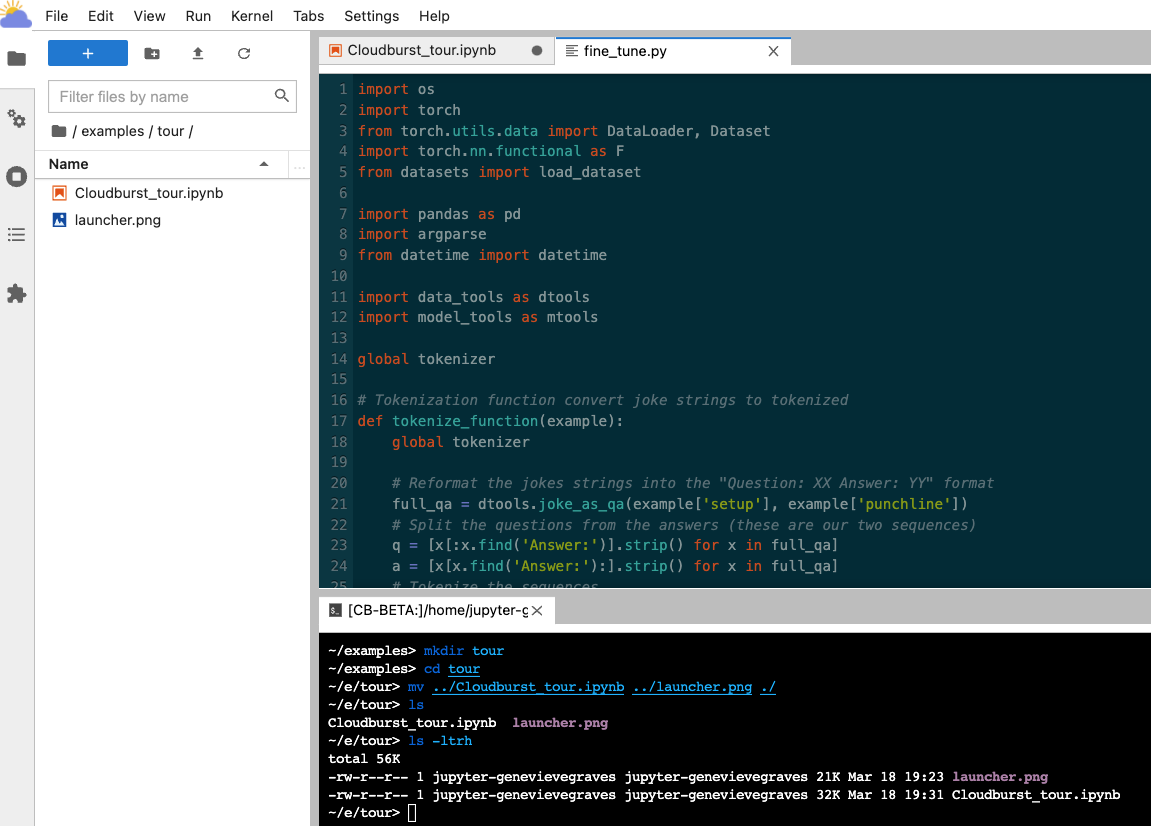 File Edit View Run Kernel Tabs Settings Help
+
Filter files by name
/ examples / tour /
Name
...
Cloudburst_tour.ipynb
launcher.png
Cloudburst_tour.ipynb
fine_tune.py
1 import os
2 import torch
3 from torch.utils.data import DataLoader, Dataset
4 import torch.nn.functional as F
5 from datasets import load_dataset
6
7 import pandas as pd
8 import argparse
9 from datetime import datetime
10
11 import data_tools as dtools
12 import model_tools as mtools
13
14 global tokenizer
15
16 # Tokenization function convert joke strings to tokenized
17 def tokenize_function(example):
18     global tokenizer
19
20     # Reformat the jokes strings into the "Question: XX Answer: YY" format
21     full_qa = dtools.joke_as_qa(example['setup'], example['punchline'])
22     # Split the questions from the answers (these are our two sequences)
23     q = [x[:x.find('Answer:')].strip() for x in full_qa]
24     a = [x[x.find('Answer:'):].strip() for x in full_qa]
25     # Tokenize the sequences
[CB-BETA:]/home/jupyter-g
~/examples> mkdir tour
~/examples> cd tour
~/e/tour> mv ../Cloudburst_tour.ipynb ../launcher.png ./
~/e/tour> ls
Cloudburst_tour.ipynb  launcher.png
~/e/tour> ls -ltrh
total 56K
-rw-r--r-- 1 jupyter-genevievegraves jupyter-genevievegraves 21K Mar 18 19:23 launcher.png
-rw-r--r-- 1 jupyter-genevievegraves jupyter-genevievegraves 32K Mar 18 19:31 Cloudburst_tour.ipynb
~/e/tour>